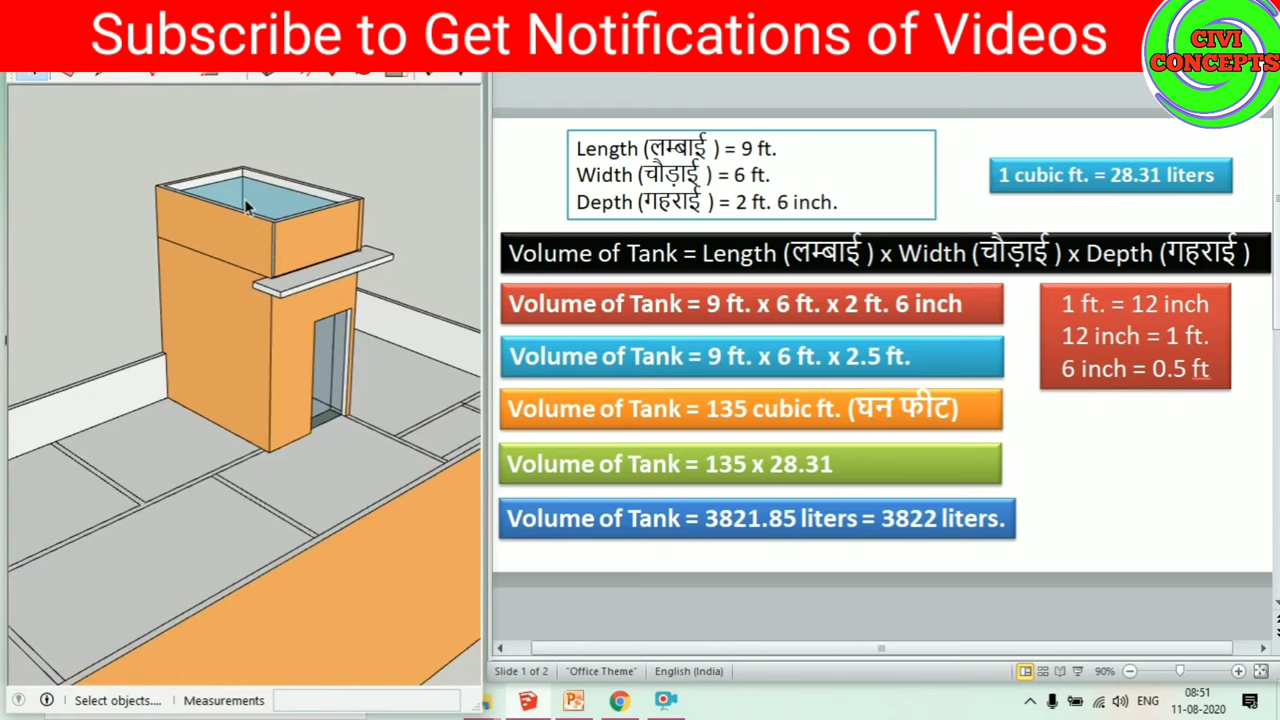 Subscribe to Get Notifications of Videos
CIVI
CONCEPTS
Length (लम्बाई ) = 9 ft.
Width (चौड़ाई ) = 6 ft.
Depth (गहराई ) = 2 ft. 6 inch.
1 cubic ft. = 28.31 liters
Volume of Tank = Length (लम्बाई ) x Width (चौड़ाई ) x Depth (गहराई )
Volume of Tank = 9 ft. x 6 ft. x 2 ft. 6 inch
Volume of Tank = 9 ft. x 6 ft. x 2.5 ft.
Volume of Tank = 135 cubic ft. (घन फीट)
Volume of Tank = 135 x 28.31
Volume of Tank = 3821.85 liters = 3822 liters.
1 ft. = 12 inch
12 inch = 1 ft.
6 inch = 0.5 ft
Slide 1 of 2
"Office Theme"
English (India)
90%
Select objects....
Measurements
ENG
08:51
11-08-2020